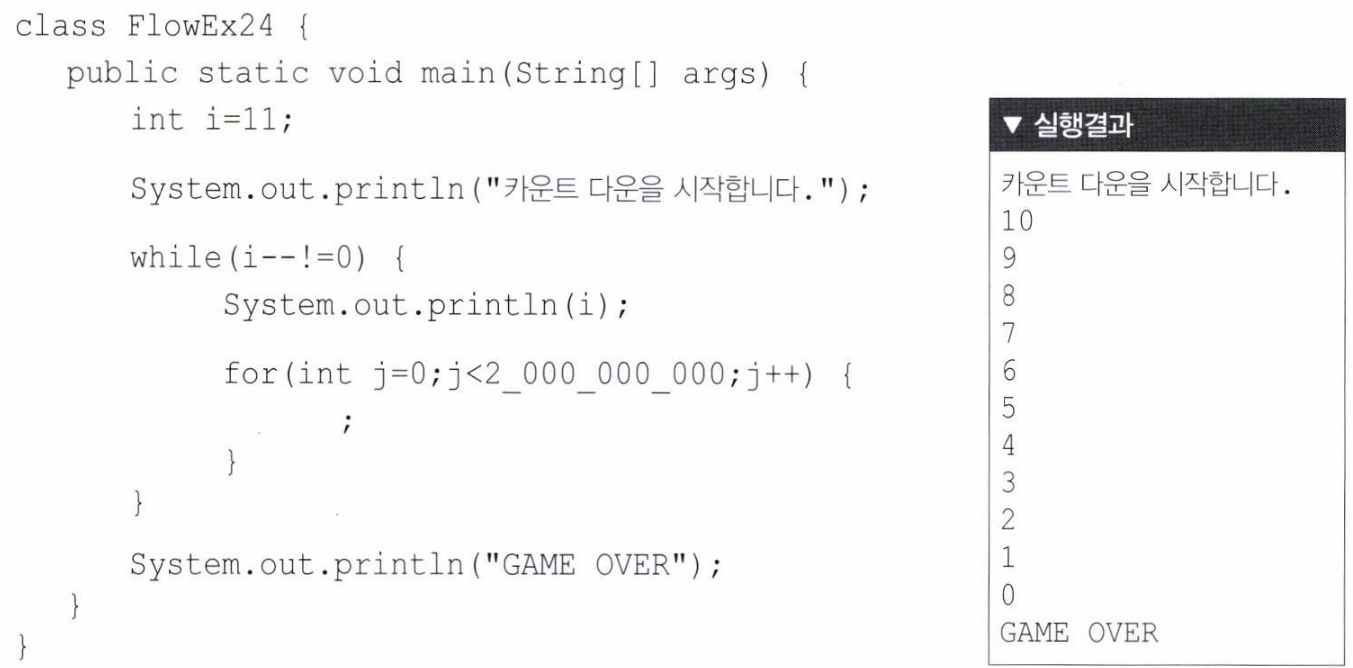 class FlowEx24 {
public static void main(String[] args) {
int i=11;
System.out.println("카운트 다운을 시작합니다.");
while(i--!=0) {
System.out.println(i);
for(int j=0;j<2_000_000_000;j++) {
;
}
}
System.out.println("GAME OVER");
}
}
▼ 실행결과
카운트 다운을 시작합니다.
10
9
8
7
6
5
4
3
2
1
0
GAME OVER